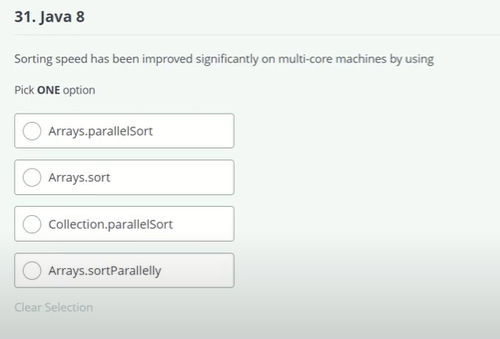 31. Java 8
Sorting speed has been improved significantly on multi-core machines by using
Pick ONE option
Arrays.parallelSort
Arrays.sort
Collection.parallelSort
Arrays.sortParallelly
Clear Selection